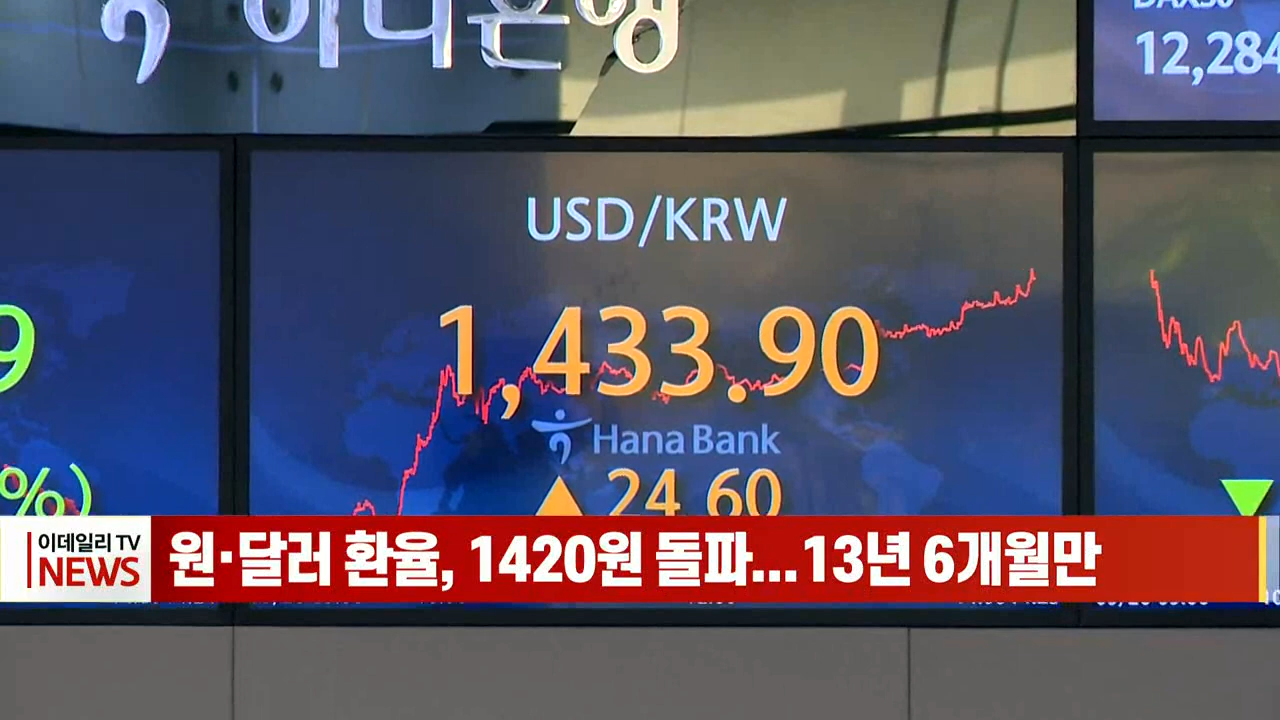 하나은행
DAX30
12,284
USD/KRW
1,433.90
9
Hana Bank
%)
▲ 24.60
▼
이데일리 TV
NEWS
원·달러 환율, 1420원 돌파...13년 6개월만